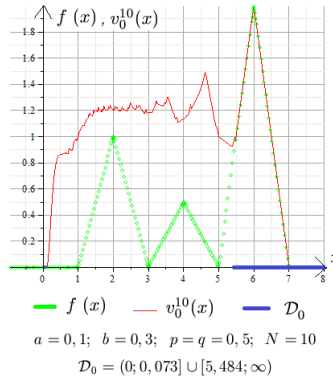 f (x) , v₀¹⁰(x)
1.8
1.6
1.4
1.2
1
0.8
0.6
0.4
0.2
0 1 2 3 4 5 6 7 8
f (x) v₀¹⁰(x) 𝒟₀
a = 0, 1; b = 0, 3; p = q = 0, 5; N = 10
𝒟₀ = (0; 0, 073] ∪ [5, 484; ∞)